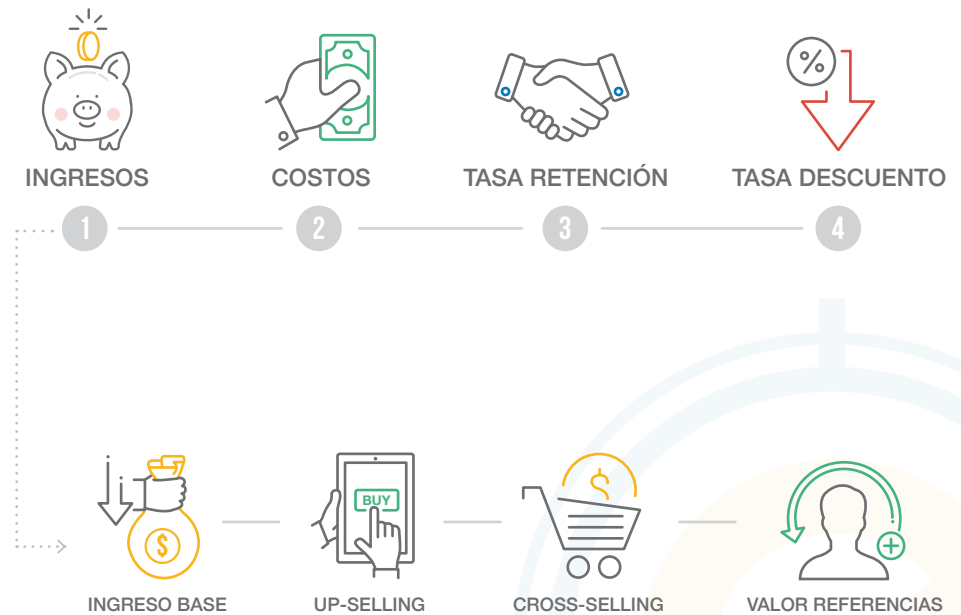 INGRESOS
COSTOS
TASA RETENCIÓN
%
TASA DESCUENTO
1
2
3
4
$
INGRESO BASE
BUY
UP-SELLING
$
CROSS-SELLING
VALOR REFERENCIAS